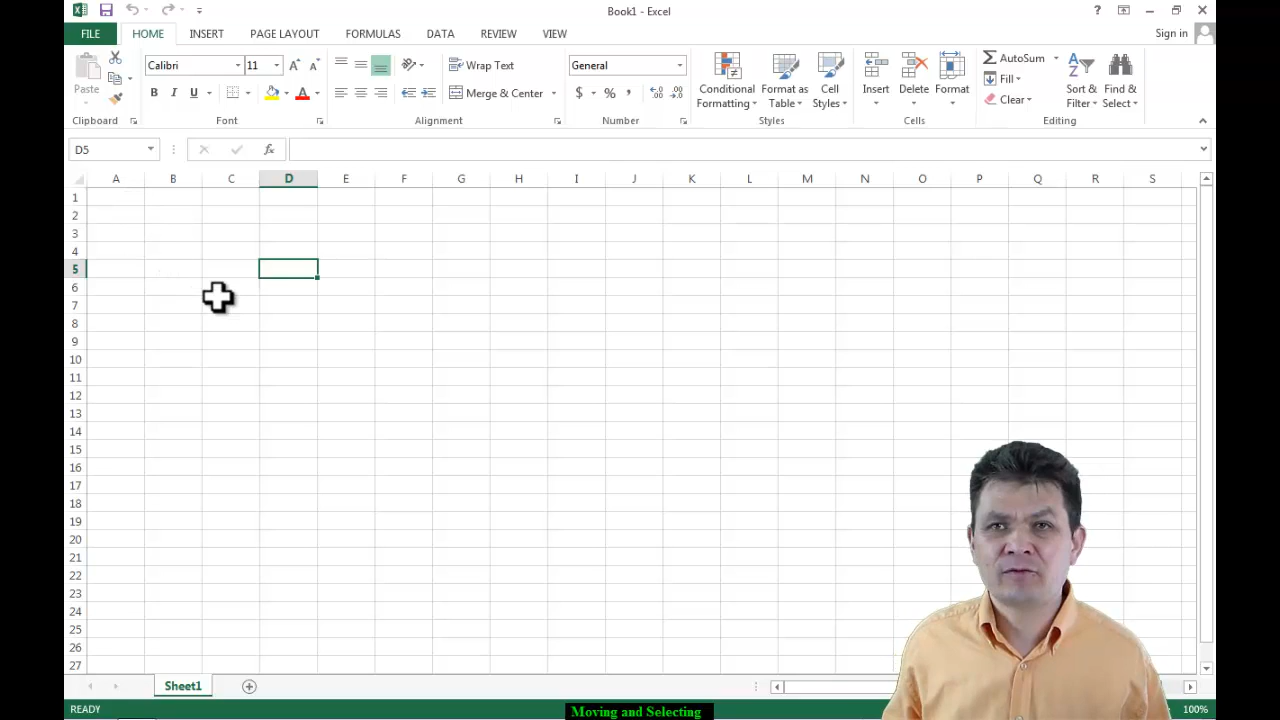 Book1 - Excel
Sign in
FILE HOME INSERT PAGE LAYOUT FORMULAS DATA REVIEW VIEW
Paste
Calibri 11
B I U
Wrap Text
Merge & Center
General
$ % ,
Conditional Formatting
Format as Table
Cell Styles
Insert
Delete
Format
AutoSum
Fill
Clear
Sort & Filter
Find & Select
Clipboard Font Alignment Number Styles Cells Editing
D5 fx
A B C D E F G H I J K L M N O P Q R S
1
2
3
4
5
6
7
8
9
10
11
12
13
14
15
16
17
18
19
20
21
22
23
24
25
26
27
Sheet1
READY
Moving and Selecting
100%